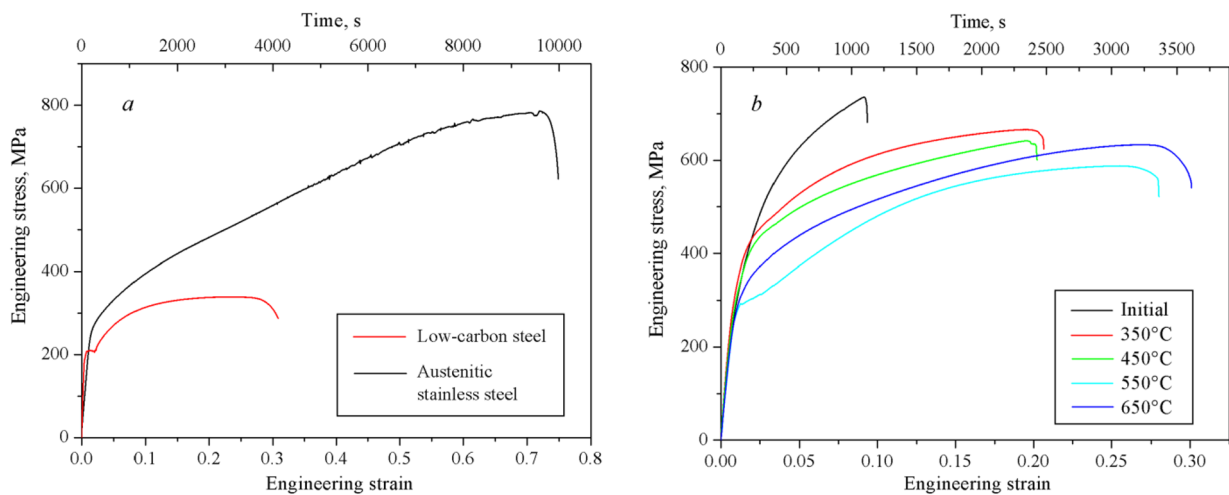 Time, s
0 2000 4000 6000 8000 10000
a
Engineering stress, MPa
800
600
400
200
0
Low-carbon steel
Austenitic
stainless steel
0.0 0.1 0.2 0.3 0.4 0.5 0.6 0.7 0.8
Engineering strain
Time, s
0 500 1000 1500 2000 2500 3000 3500
b
Engineering stress, MPa
800
600
400
200
0
Initial
350°C
450°C
550°C
650°C
0.00 0.05 0.10 0.15 0.20 0.25 0.30
Engineering strain